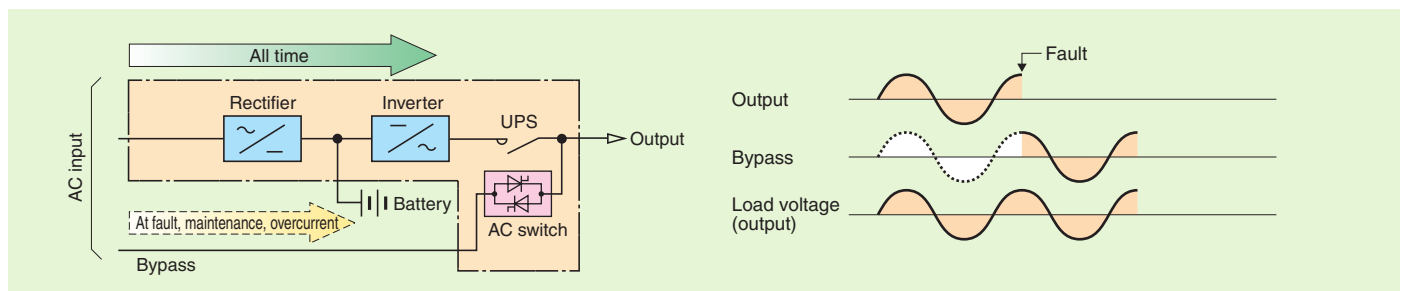 All time
Rectifier
Inverter
UPS
Output
AC input
Battery
At fault, maintenance, overcurrent
AC switch
Bypass
Fault
Output
Bypass
Load voltage
(output)